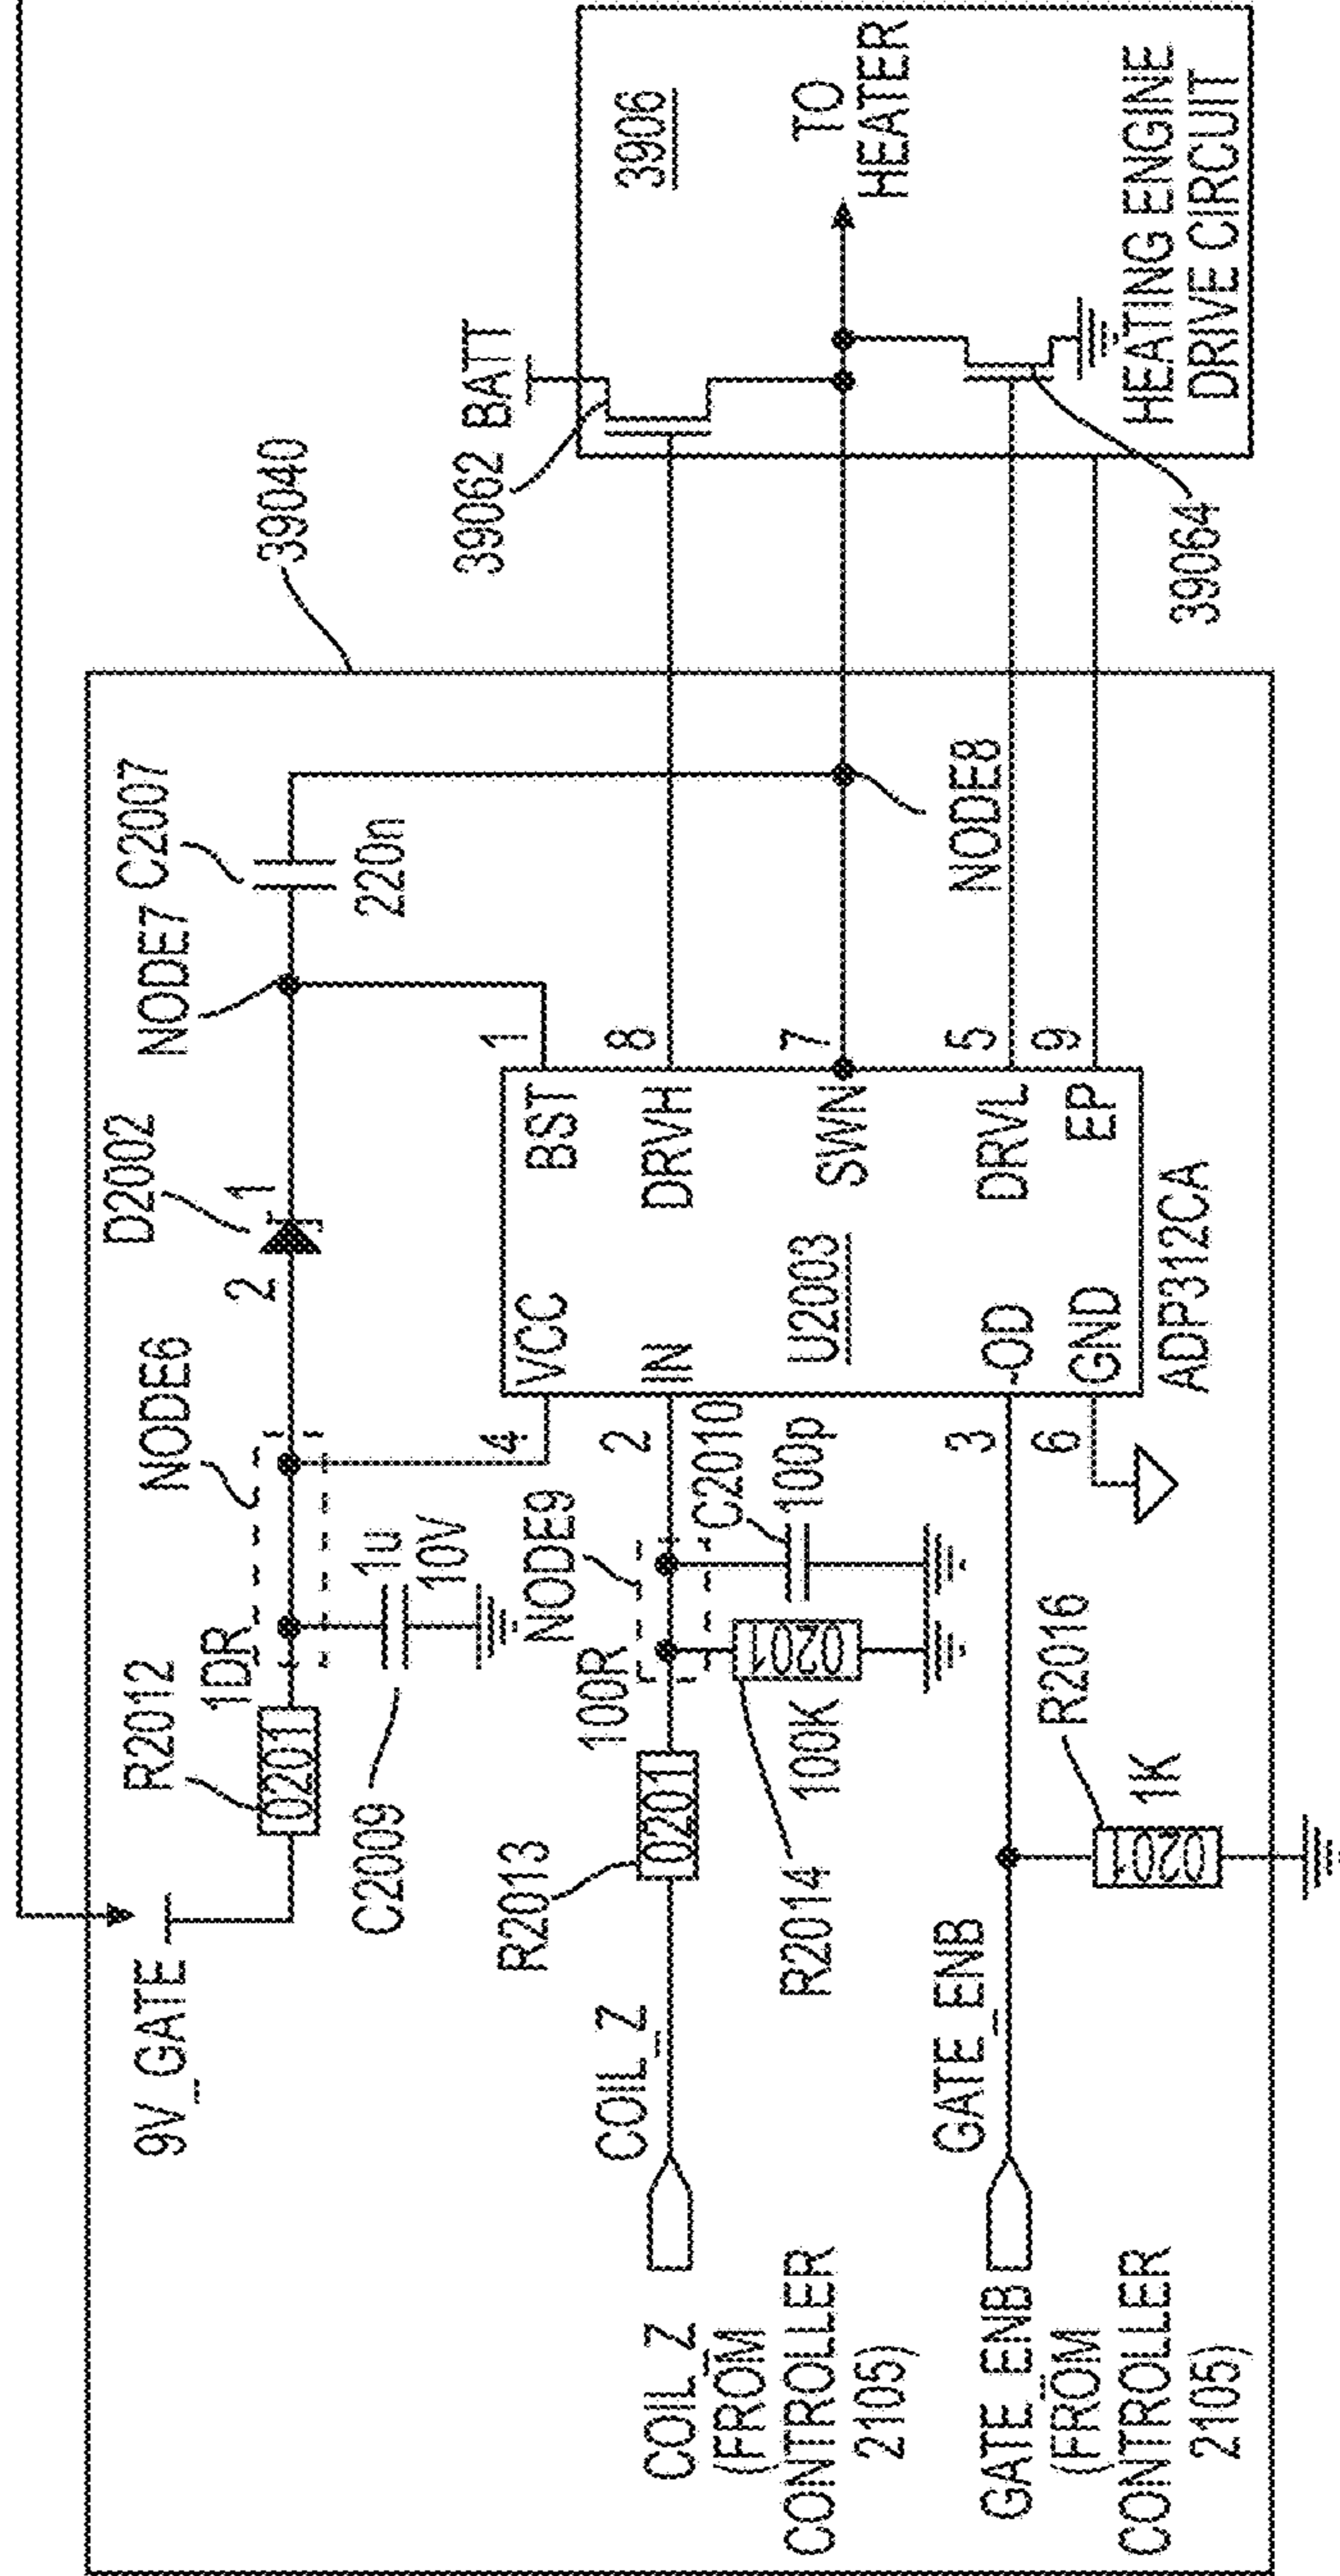 39040
9V_GATE
R2012
1DR
0201
NODE6
D2002
2
1
NODE7
C2007
220n
C2009
1u
10V
COIL_Z
(FROM
CONTROLLER
2105)
COIL_Z
R2013
100R
0201
NODE9
R2014
100K
0201
C2010
100p
GATE_ENB
(FROM
CONTROLLER
2105)
GATE_ENB
R2016
1K
0201
4
2
3
6
VCC
IN
-OD
GND
U2003
BST
DRVH
SWN
DRVL
EP
ADP312CA
1
8
7
5
9
NODE8
39062
BATT
39064
3906
TO
HEATER
HEATING ENGINE
DRIVE CIRCUIT